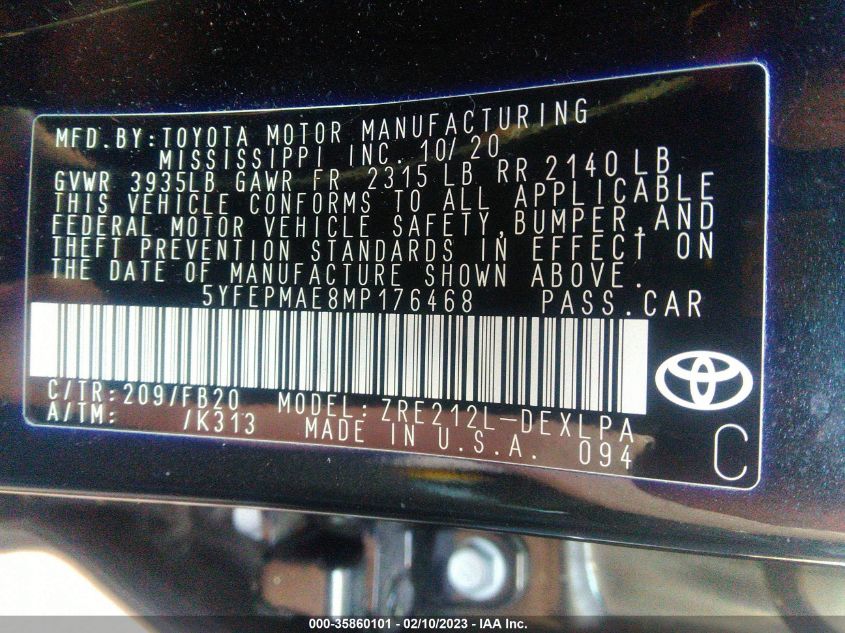 MFD.BY:TOYOTA MOTOR MANUFACTURING
MISSISSIPPI INC. 10/20
GVWR 3935LB GAWR FR 2315 LB RR 2140 LB
THIS VEHICLE CONFORMS TO ALL APPLICABLE
FEDERAL MOTOR VEHICLE SAFETY,BUMPER,AND
THEFT PREVENTION STANDARDS IN EFFECT ON
THE DATE OF MANUFACTURE SHOWN ABOVE.
5YFEPMAE8MP176468 PASS.CAR
C/TR:209/FB20 MODEL: ZRE212L-DEXLPA
A/TM: /K313 MADE IN U.S.A. 094
C
000-35860101 — 02/10/2023 — IAA Inc.